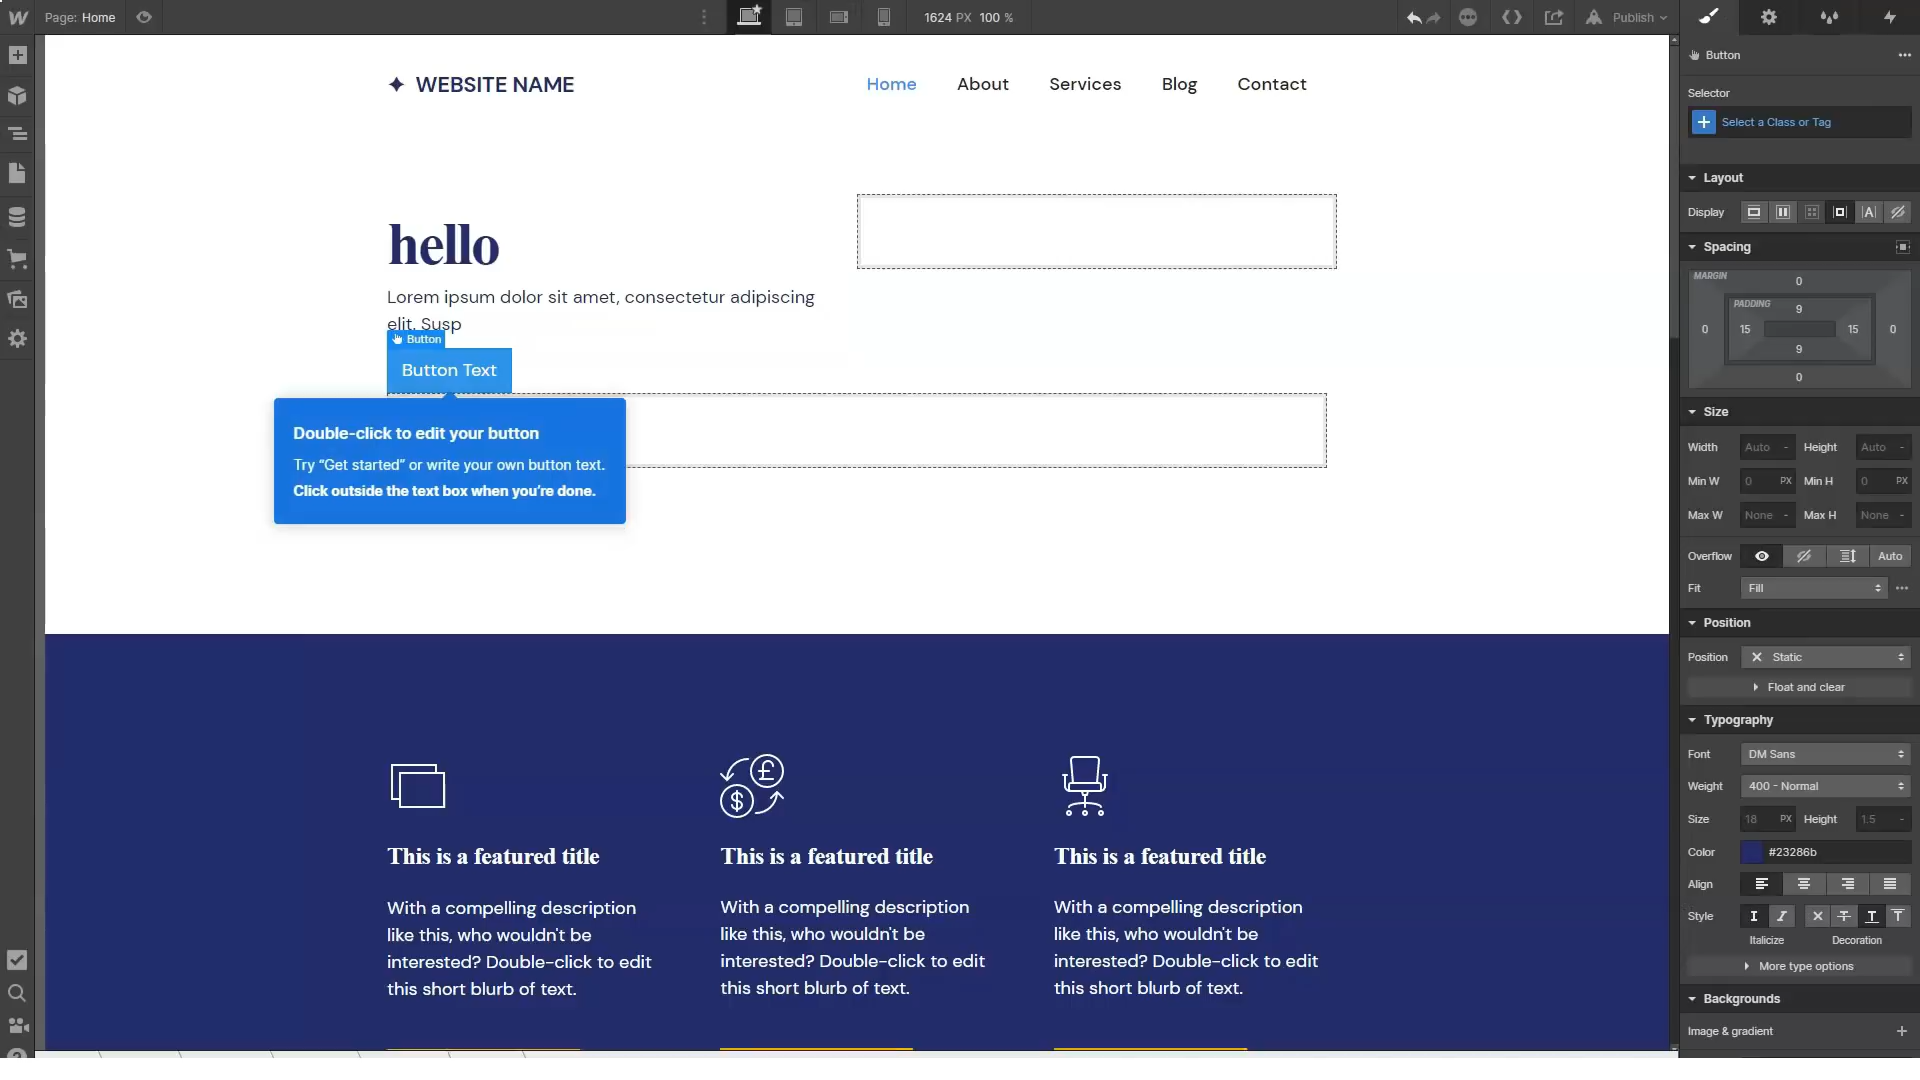 Page: Home
1624 PX 100 %
Publish
WEBSITE NAME
Home About Services Blog Contact
hello
Lorem ipsum dolor sit amet, consectetur adipiscing
elit. Susp
Button
Button Text
Double-click to edit your button
Try “Get started” or write your own button text.
Click outside the text box when you’re done.
This is a featured title
With a compelling description
like this, who wouldn't be
interested? Double-click to edit
this short blurb of text.
This is a featured title
With a compelling description
like this, who wouldn't be
interested? Double-click to edit
this short blurb of text.
This is a featured title
With a compelling description
like this, who wouldn't be
interested? Double-click to edit
this short blurb of text.
Button
Selector
Select a Class or Tag
Layout
Display
Spacing
MARGIN
0
PADDING
9
0 15 15 0
9
0
Size
Width Auto - Height Auto -
Min W 0 PX Min H 0 PX
Max W None - Max H None -
Overflow Auto
Fit Fill
Position
Position Static
Float and clear
Typography
Font DM Sans
Weight 400 - Normal
Size 18 PX Height 1.5 -
Color #23286b
Align
Style
Italicize Decoration
More type options
Backgrounds
Image & gradient